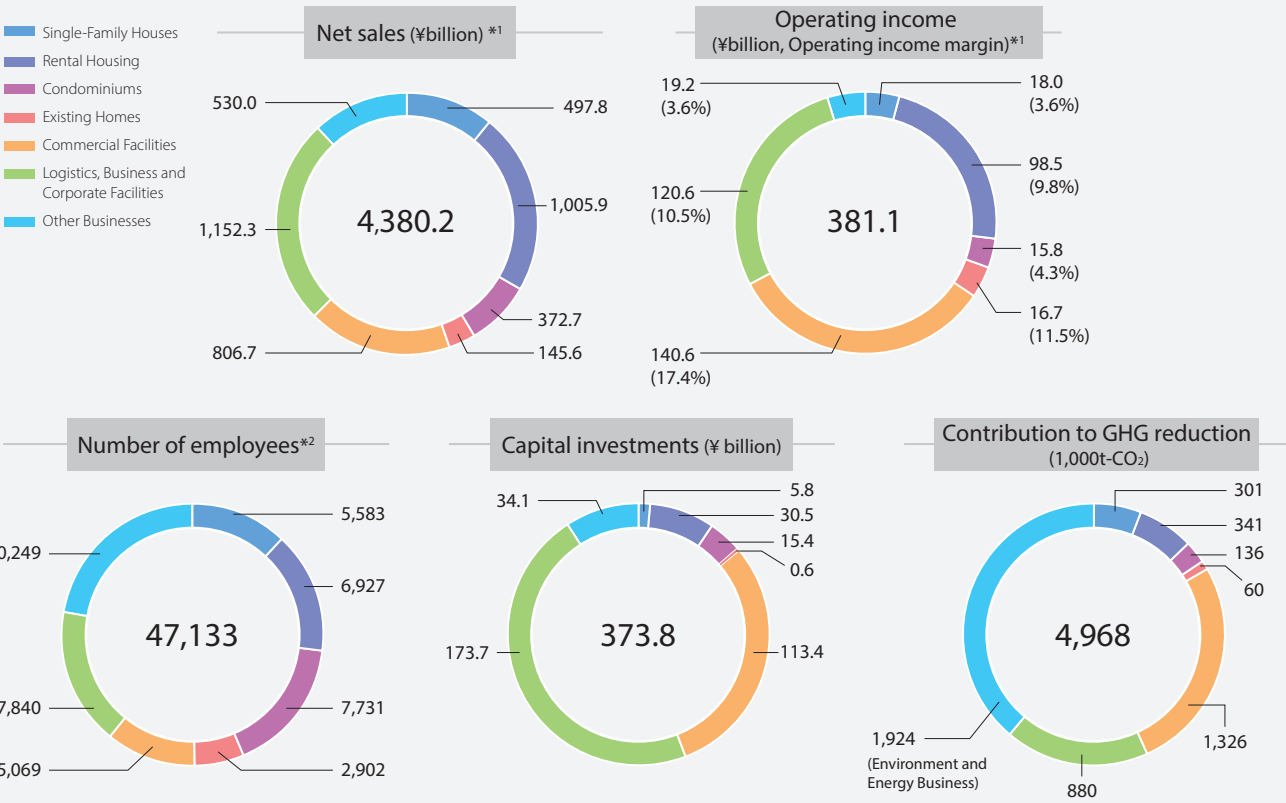 Single-Family Houses
Rental Housing
Condominiums
Existing Homes
Commercial Facilities
Logistics, Business and
Corporate Facilities
Other Businesses
Net sales (¥billion) *1
530.0
497.8
1,005.9
1,152.3
4,380.2
372.7
145.6
806.7
Operating income
(¥billion, Operating income margin)*1
19.2
(3.6%)
18.0
(3.6%)
98.5
(9.8%)
120.6
(10.5%)
381.1
15.8
(4.3%)
16.7
(11.5%)
140.6
(17.4%)
Number of employees*2
5,583
0,249
6,927
47,133
7,840
7,731
5,069
2,902
Capital investments (¥ billion)
34.1
5.8
30.5
15.4
0.6
373.8
173.7
113.4
Contribution to GHG reduction
(1,000t-CO2)
301
341
136
60
4,968
1,924
(Environment and
Energy Business)
1,326
880